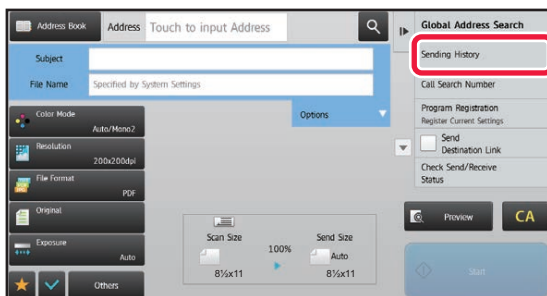 Address Book
Address
Touch to input Address
Subject
File Name
Specified by System Settings
Options
Color Mode
Auto/Mono2
Resolution
200x200dpi
File Format
PDF
Original
Exposure
Auto
Others
Scan Size
8½x11
100%
Send Size
Auto
8½x11
Global Address Search
Sending History
Call Search Number
Program Registration
Register Current Settings
Send
Destination Link
Check Send/Receive
Status
Preview
CA
Start